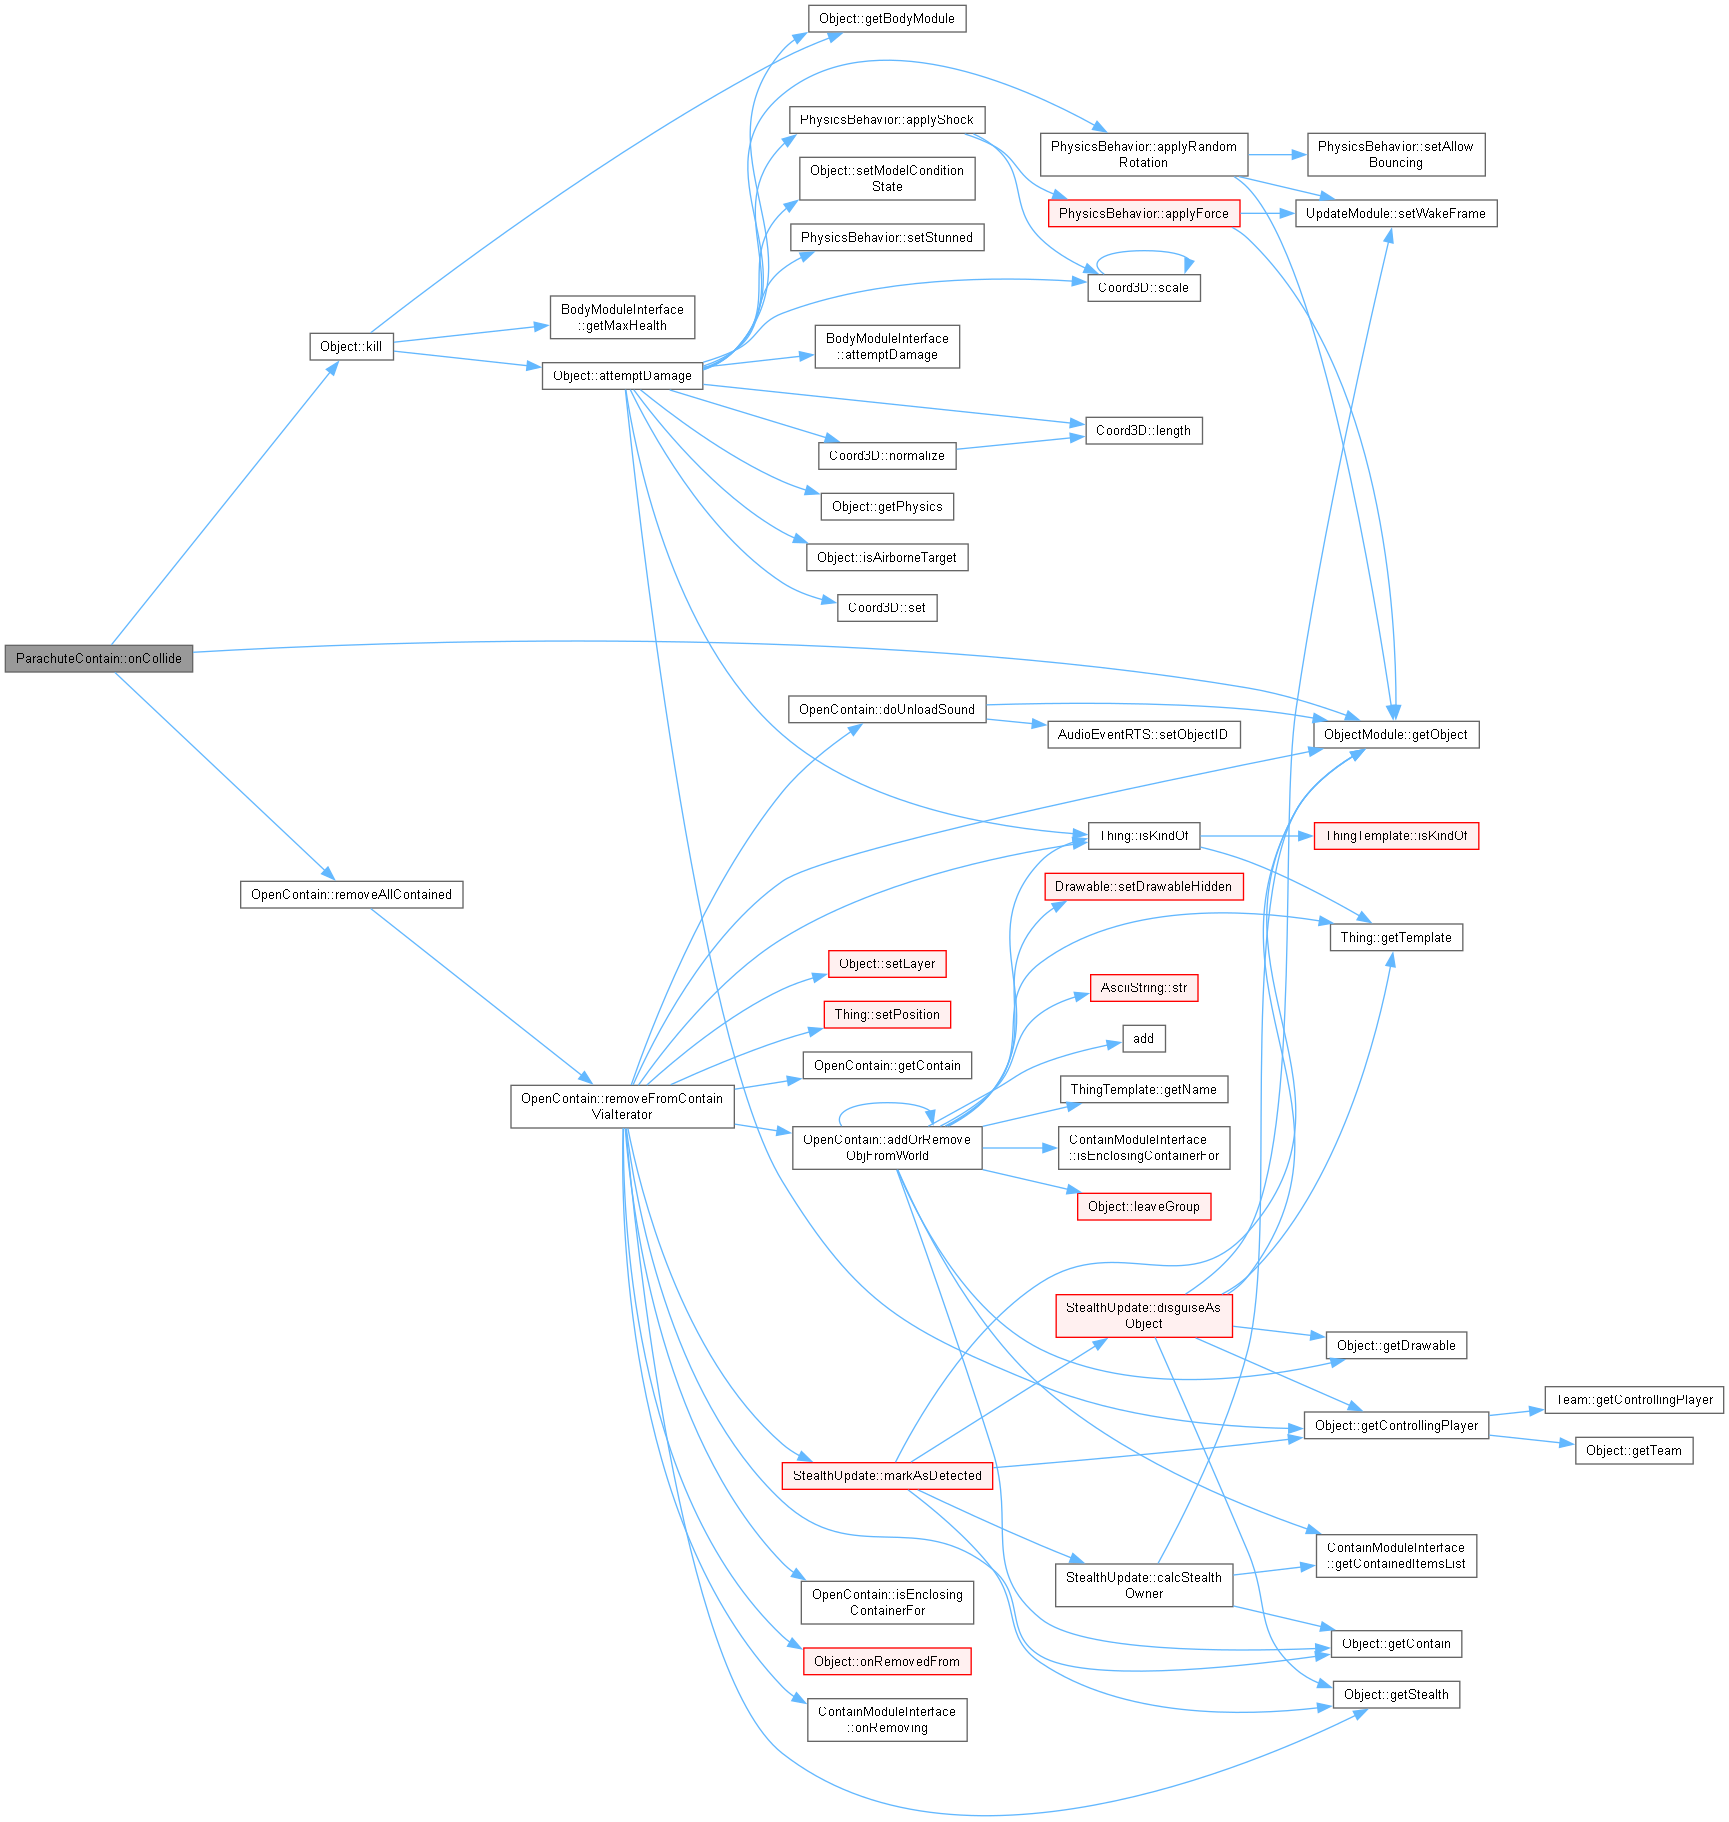 Object::getBodyModule
PhysicsBehavior::applyShock
PhysicsBehavior::applyRandom
Rotation
PhysicsBehavior::setAllow
Bouncing
Object::setModelCondition
State
PhysicsBehavior::applyForce
UpdateModule::setWakeFrame
PhysicsBehavior::setStunned
Coord3D::scale
BodyModuleInterface
::getMaxHealth
Object::kill
BodyModuleInterface
::attemptDamage
Object::attemptDamage
Coord3D::length
Coord3D::normalize
Object::getPhysics
Object::isAirborneTarget
Coord3D::set
ParachuteContain::onCollide
OpenContain::doUnloadSound
AudioEventRTS::setObjectID
ObjectModule::getObject
Thing::isKindOf
ThingTemplate::isKindOf
OpenContain::removeAllContained
Drawable::setDrawableHidden
Thing::getTemplate
Object::setLayer
AsciiString::str
Thing::setPosition
add
OpenContain::getContain
ThingTemplate::getName
OpenContain::removeFromContain
ViaIterator
OpenContain::addOrRemove
ObjFromWorld
ContainModuleInterface
::isEnclosingContainerFor
Object::leaveGroup
StealthUpdate::disguiseAs
Object
Object::getDrawable
Team::getControllingPlayer
Object::getControllingPlayer
Object::getTeam
StealthUpdate::markAsDetected
ContainModuleInterface
::getContainedItemsList
StealthUpdate::calcStealth
Owner
OpenContain::isEnclosing
ContainerFor
Object::getContain
Object::onRemovedFrom
Object::getStealth
ContainModuleInterface
::onRemoving